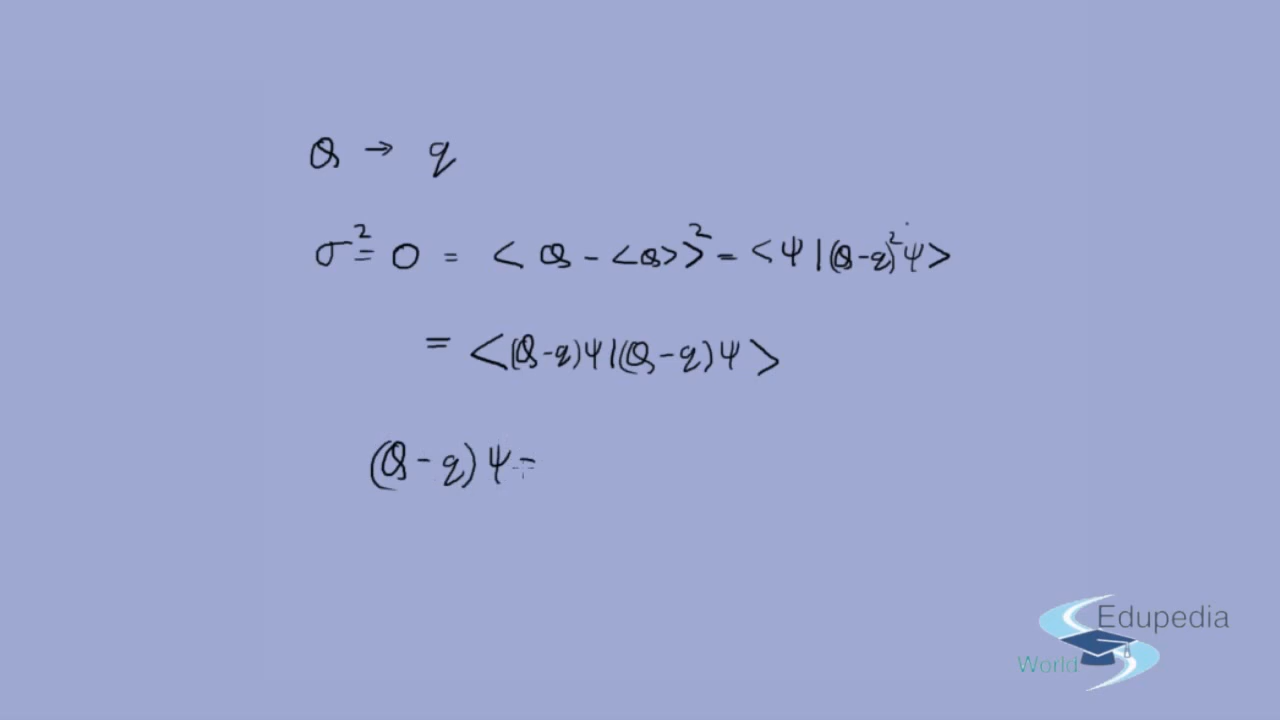 Q → q
σ² = 0 = < Q - <Q> >² = < Ψ | (Q-q)² Ψ >
= < (Q-q) Ψ | (Q-q) Ψ >
(Q - q) Ψ =
Edupedia
World